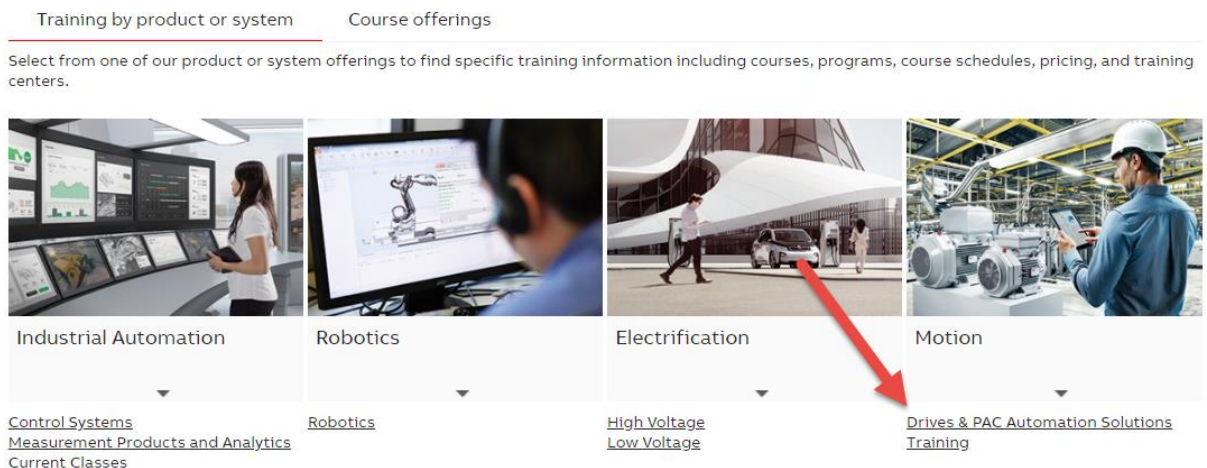 Training by product or system
Course offerings
Select from one of our product or system offerings to find specific training information including courses, programs, course schedules, pricing, and training
centers.
Industrial Automation
Robotics
Electrification
Motion
Control Systems
Measurement Products and Analytics
Current Classes
Robotics
High Voltage
Low Voltage
Drives & PAC Automation Solutions
Training